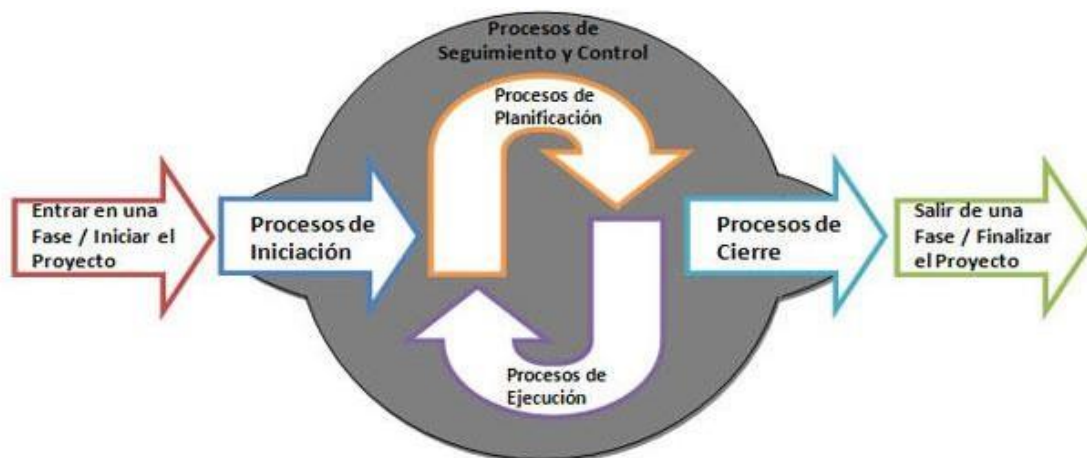 Procesos de
Seguimiento y Control
Procesos de
Planificación
Entrar en una
Fase / Iniciar el
Proyecto
Procesos de
Iniciación
Procesos de
Cierre
Salir de una
Fase / Finalizar
el Proyecto
Procesos de
Ejecución